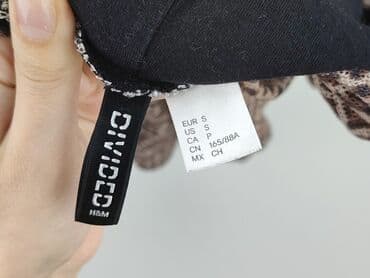 DIVIDED
H&M
EUR S
US S
CA P
CN 165/88A
MX CH